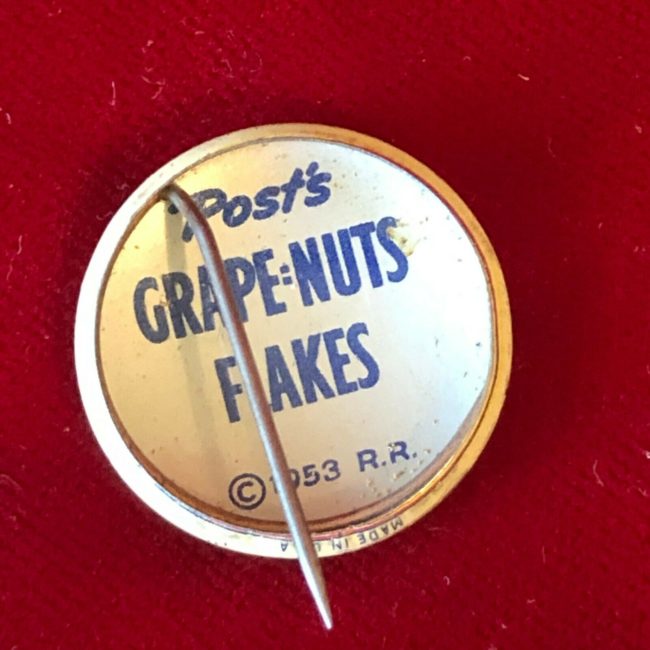 Post's
GRAPE-NUTS
FLAKES
© 1953 R.R.
MADE IN U.S.A